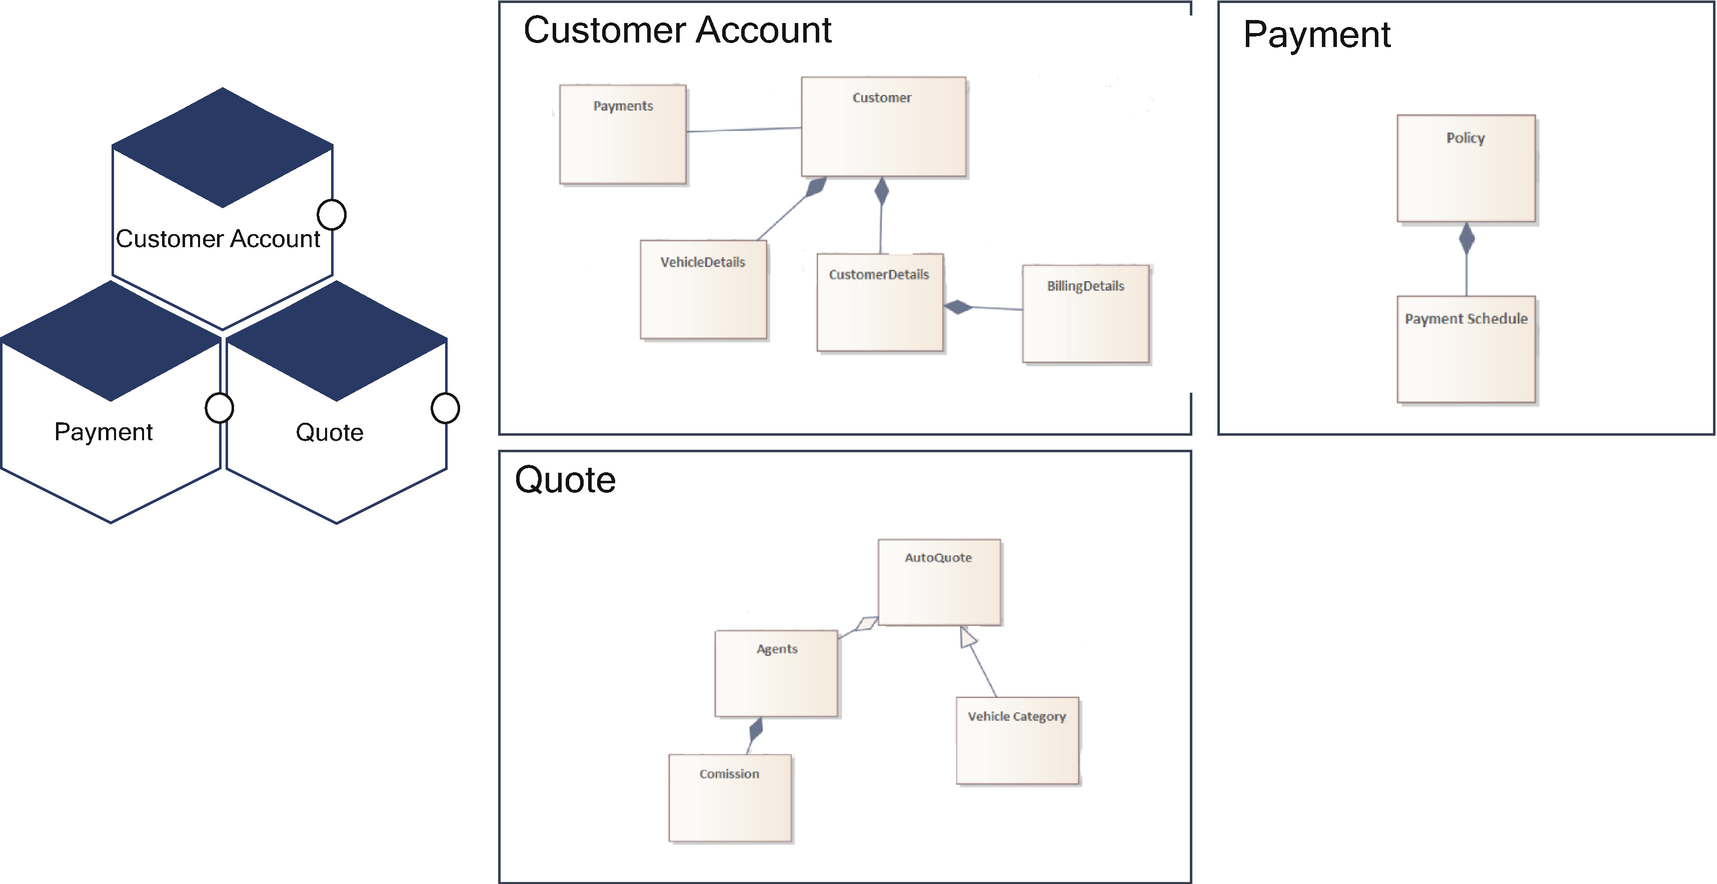 Customer Account
Payment
Quote
Customer Account
Payments
Customer
VehicleDetails
CustomerDetails
BillingDetails
Payment
Policy
Payment Schedule
Quote
AutoQuote
Agents
Vehicle Category
Comission